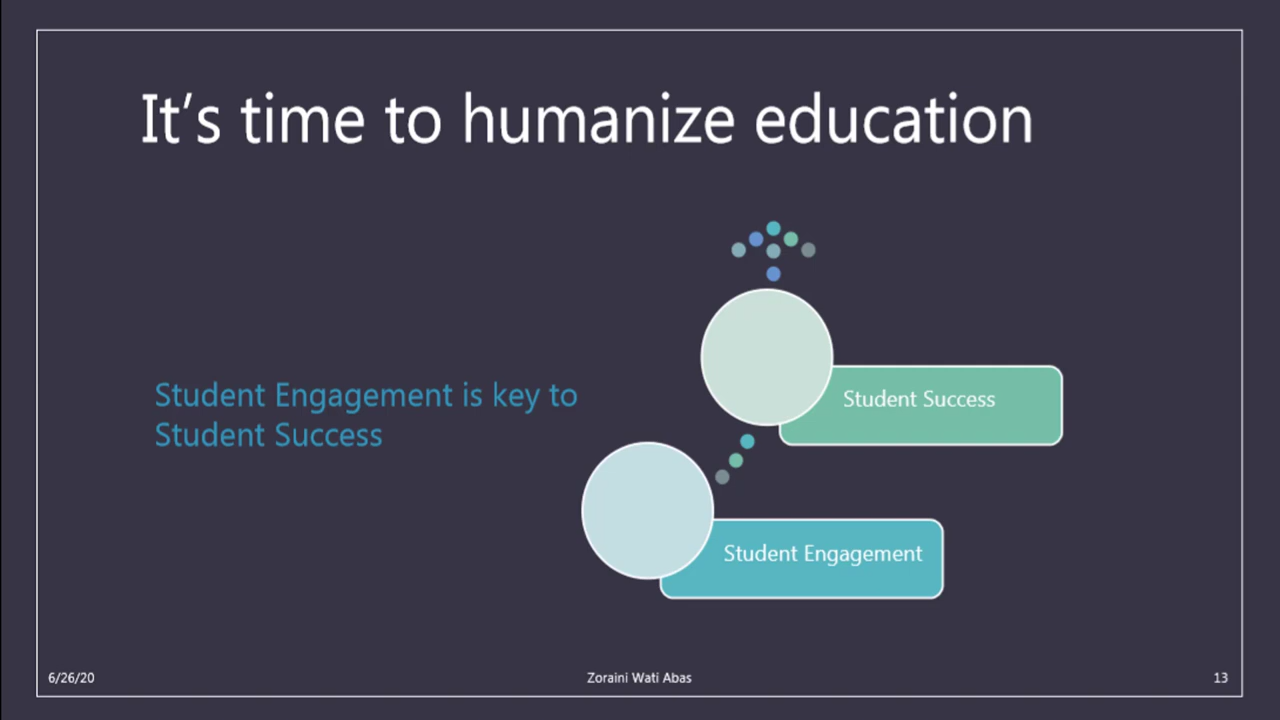 It’s time to humanize education
Student Engagement is key to
Student Success
Student Success
Student Engagement
6/26/20
Zoraini Wati Abas
13